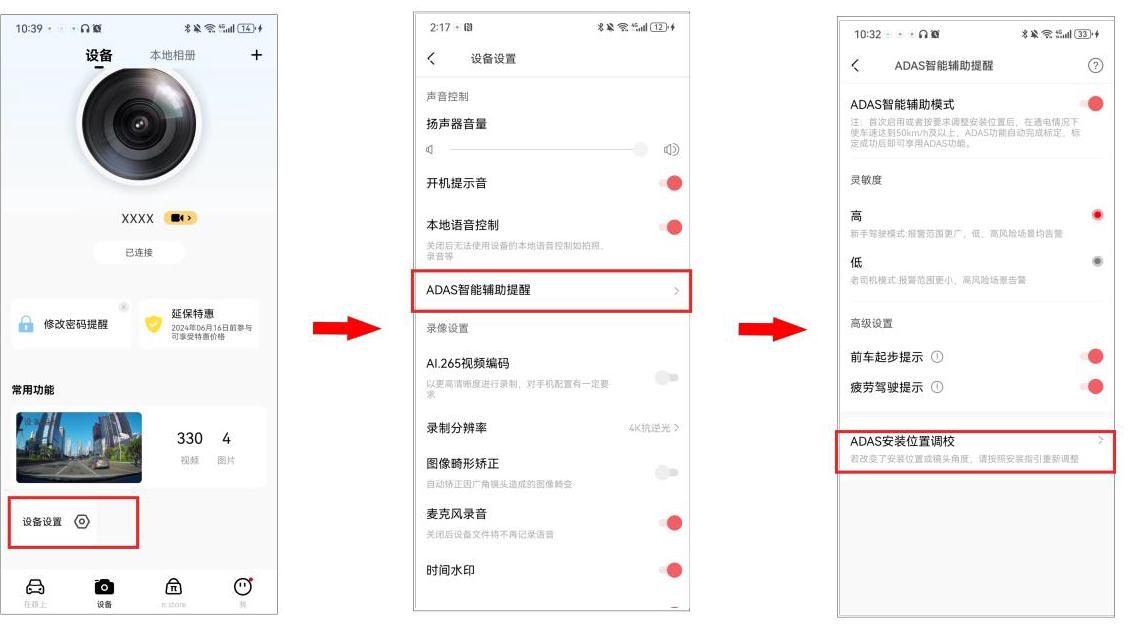 10:39
4G
14
设备
本地相册
+
XXXX
已连接
修改密码提醒
延保特惠
2024年06月16日前参与
可享受特惠价格
常用功能
330
4
视频
图片
设备设置
在路上
设备
π store
我
2:17
4G
12
设备设置
声音控制
扬声器音量
开机提示音
本地语音控制
关闭后无法使用设备的本地语音控制如拍照、
录音等
ADAS智能辅助提醒
录像设置
AI.265视频编码
以更高清晰度进行录制，对手机配置有一定要
求
录制分辨率
4K抗逆光
图像畸形矫正
自动矫正因广角镜头造成的图像畸变
麦克风录音
关闭后设备文件将不再记录语音
时间水印
10:32
4G
33
ADAS智能辅助提醒
ADAS智能辅助模式
注：首次启用或者按要求调整安装位置后，在通电情况下
使车速达到50km/h及以上，ADAS功能自动完成标定，标
定成功后即可享用ADAS功能。
灵敏度
高
新手驾驶模式:报警范围更广，低、高风险场景均告警
低
老司机模式:报警范围更小，高风险场景告警
高级设置
前车起步提示
疲劳驾驶提示
ADAS安装位置调校
若改变了安装位置或镜头角度，请按照安装指引重新调整